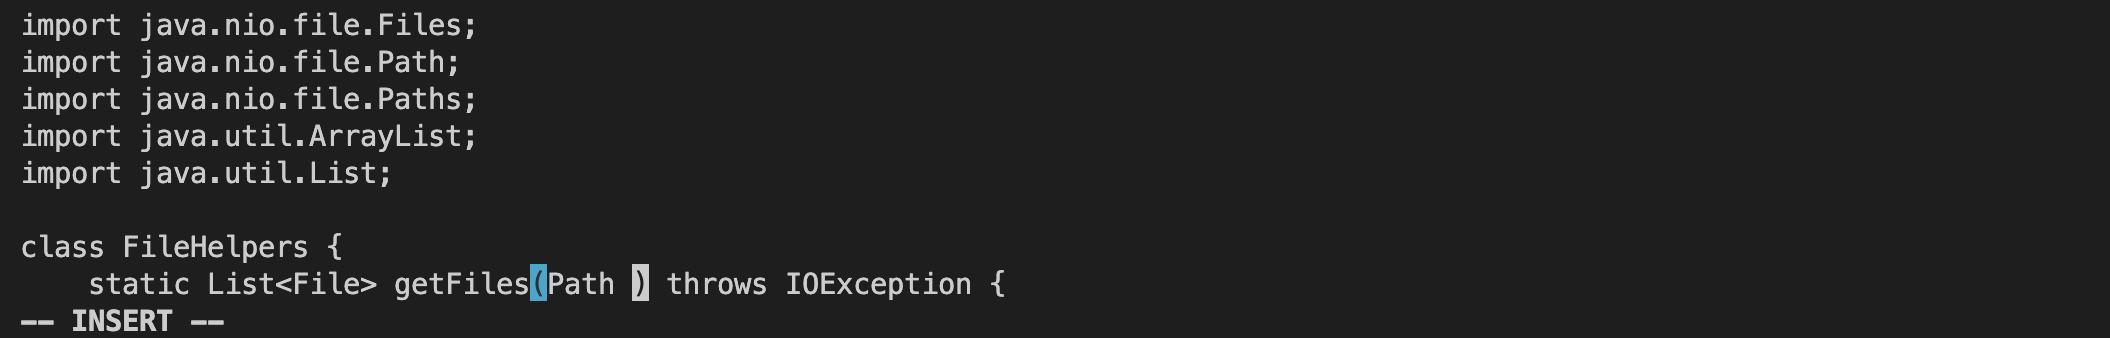 import java.nio.file.Files;
import java.nio.file.Path;
import java.nio.file.Paths;
import java.util.ArrayList;
import java.util.List;

class FileHelpers {
    static List<File> getFiles(Path ) throws IOException {
-- INSERT --